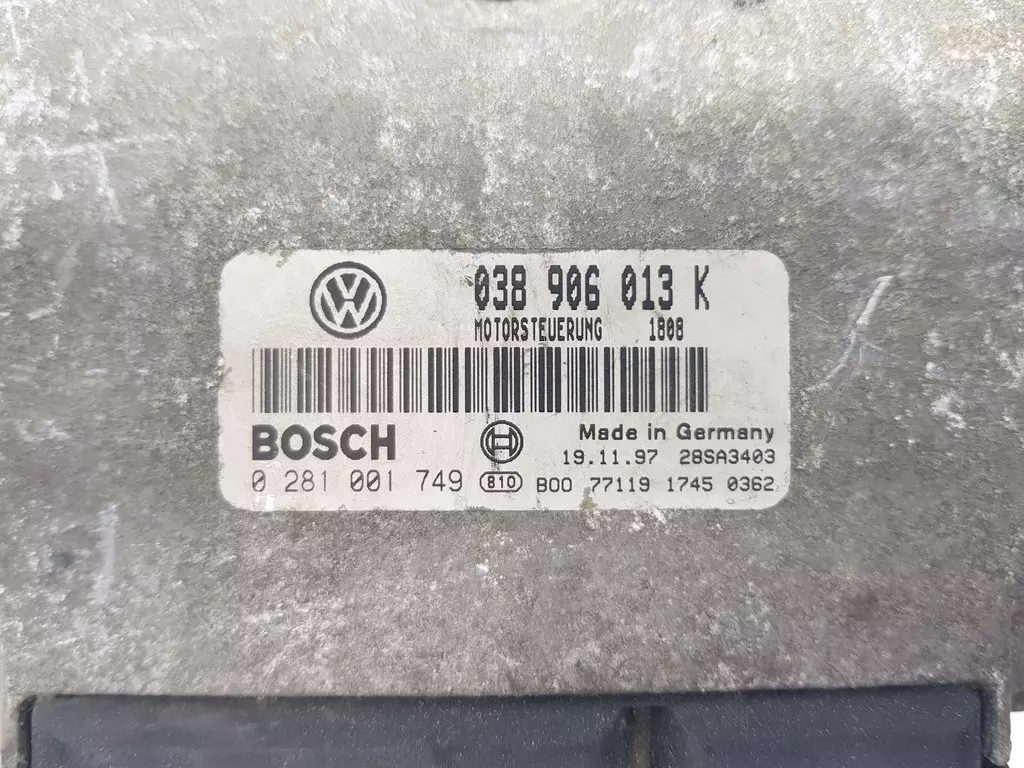 038 906 013 K
MOTORSTEUERUNG 1808
BOSCH
Made in Germany
19.11.97 28SA3403
0 281 001 749 810 B00 77119 1745 0362